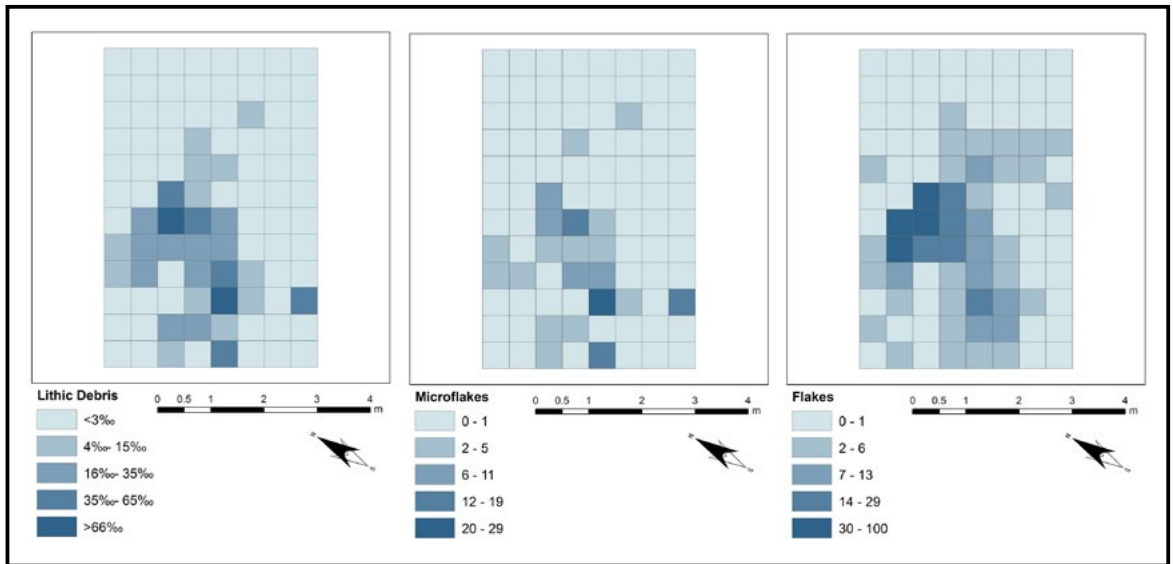 Lithic Debris
0 0.5 1 2 3 4
m
<3‰
4‰- 15‰
16‰- 35‰
35‰- 65‰
>66‰
N
S
Microflakes
0 0.5 1 2 3 4
m
0 - 1
2 - 5
6 - 11
12 - 19
20 - 29
N
S
Flakes
0 0.5 1 2 3 4
m
0 - 1
2 - 6
7 - 13
14 - 29
30 - 100
N
S